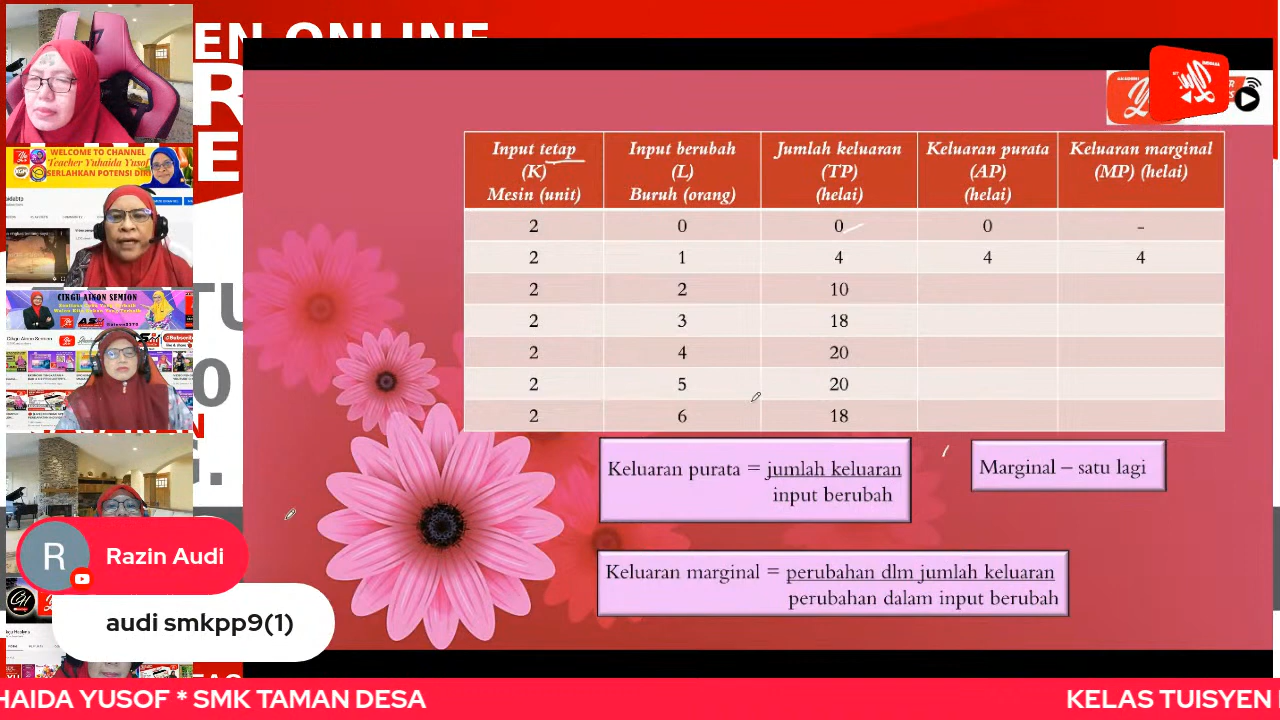 EN ONLINE
R
E
WELCOME TO CHANNEL
Teacher Yuhaida Yusof
SERLAHKAN POTENSI DIRI
CIKGU AINON SEMION
Input tetap
(K)
Mesin (unit)
Input berubah
(L)
Buruh (orang)
Jumlah keluaran
(TP)
(helai)
Keluaran purata
(AP)
(helai)
Keluaran marginal
(MP) (helai)
2 0 0 0 -
2 1 4 4 4
2 2 10
2 3 18
2 4 20
2 5 20
2 6 18
Keluaran purata = jumlah keluaran
input berubah
Marginal – satu lagi
Keluaran marginal = perubahan dlm jumlah keluaran
perubahan dalam input berubah
R
Razin Audi
audi smkpp9(1)
HAIDA YUSOF * SMK TAMAN DESA
KELAS TUISYEN